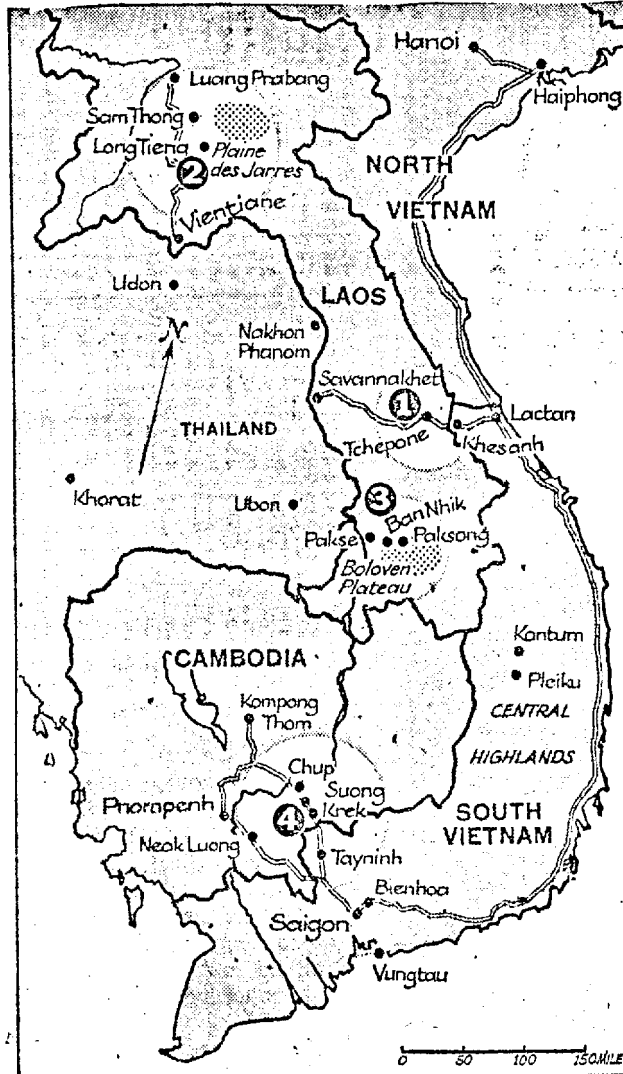 Hanoi
Luang Prabang
Haiphong
Sam Thong
Long Tieng
Plaine
des Jarres
NORTH
VIETNAM
2
Vientiane
Udon
LAOS
N
Nakhon
Phanom
Savannakhet
1
Lactan
THAILAND
Tchepone
Khesanh
Khorat
Ubon
3
Ban Nhik
Pakse
Paksong
Boloven
Plateau
Kontum
CAMBODIA
Pleiku
Kompong
Thom
CENTRAL
HIGHLANDS
Chup
Suong
Pnompenh
Krek
SOUTH
VIETNAM
4
Neak Luong
Tayninh
Bienhoa
Saigon
Vungtau
0 50 100 150 MILE